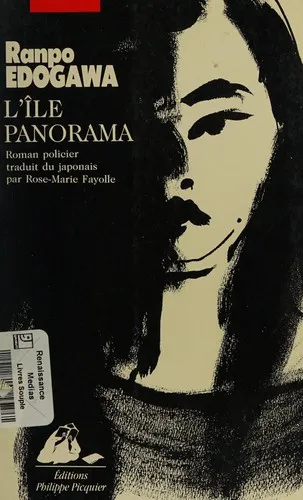 Ranpo
EDOGAWA
L'ÎLE
PANORAMA
Roman policier
traduit du japonais
par Rose-Marie Fayolle
Renaissance
Medias
Livres Souple
Éditions
Philippe Picquier